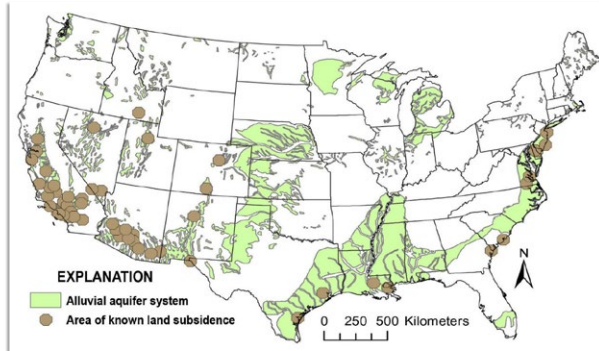 N
EXPLANATION
Alluvial aquifer system
Area of known land subsidence
0 250 500 Kilometers